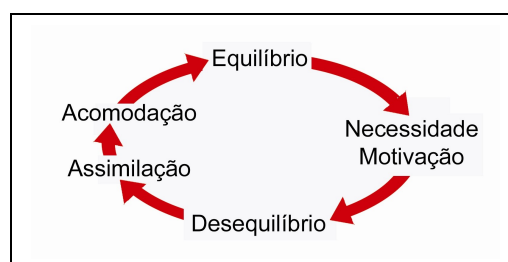 Equilíbrio
Acomodação
Necessidade
Motivação
Assimilação
Desequilíbrio